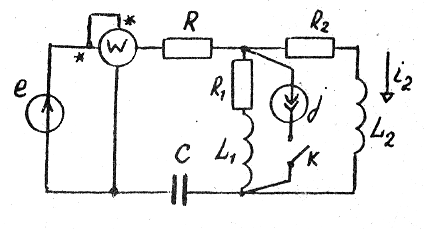 *
* W R R₂
e R₁ J i₂
C L₁ K L₂